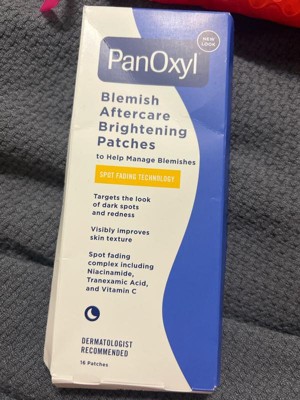 NEW
LOOK
PanOxyl
Blemish
Aftercare
Brightening
Patches
to Help Manage Blemishes
SPOT FADING TECHNOLOGY
Targets the look
of dark spots
and redness
Visibly improves
skin texture
Spot fading
complex including
Niacinamide,
Tranexamic Acid,
and Vitamin C
DERMATOLOGIST
RECOMMENDED
16 Patches